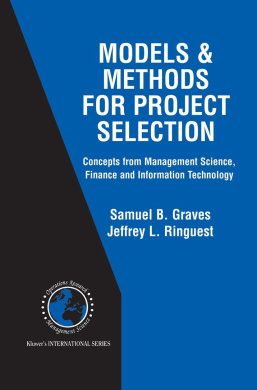 MODELS &
METHODS
FOR PROJECT
SELECTION
Concepts from Management Science,
Finance and Information Technology
Samuel B. Graves
Jeffrey L. Ringuest
Operations Research
Management Science
Kluwer's INTERNATIONAL SERIES